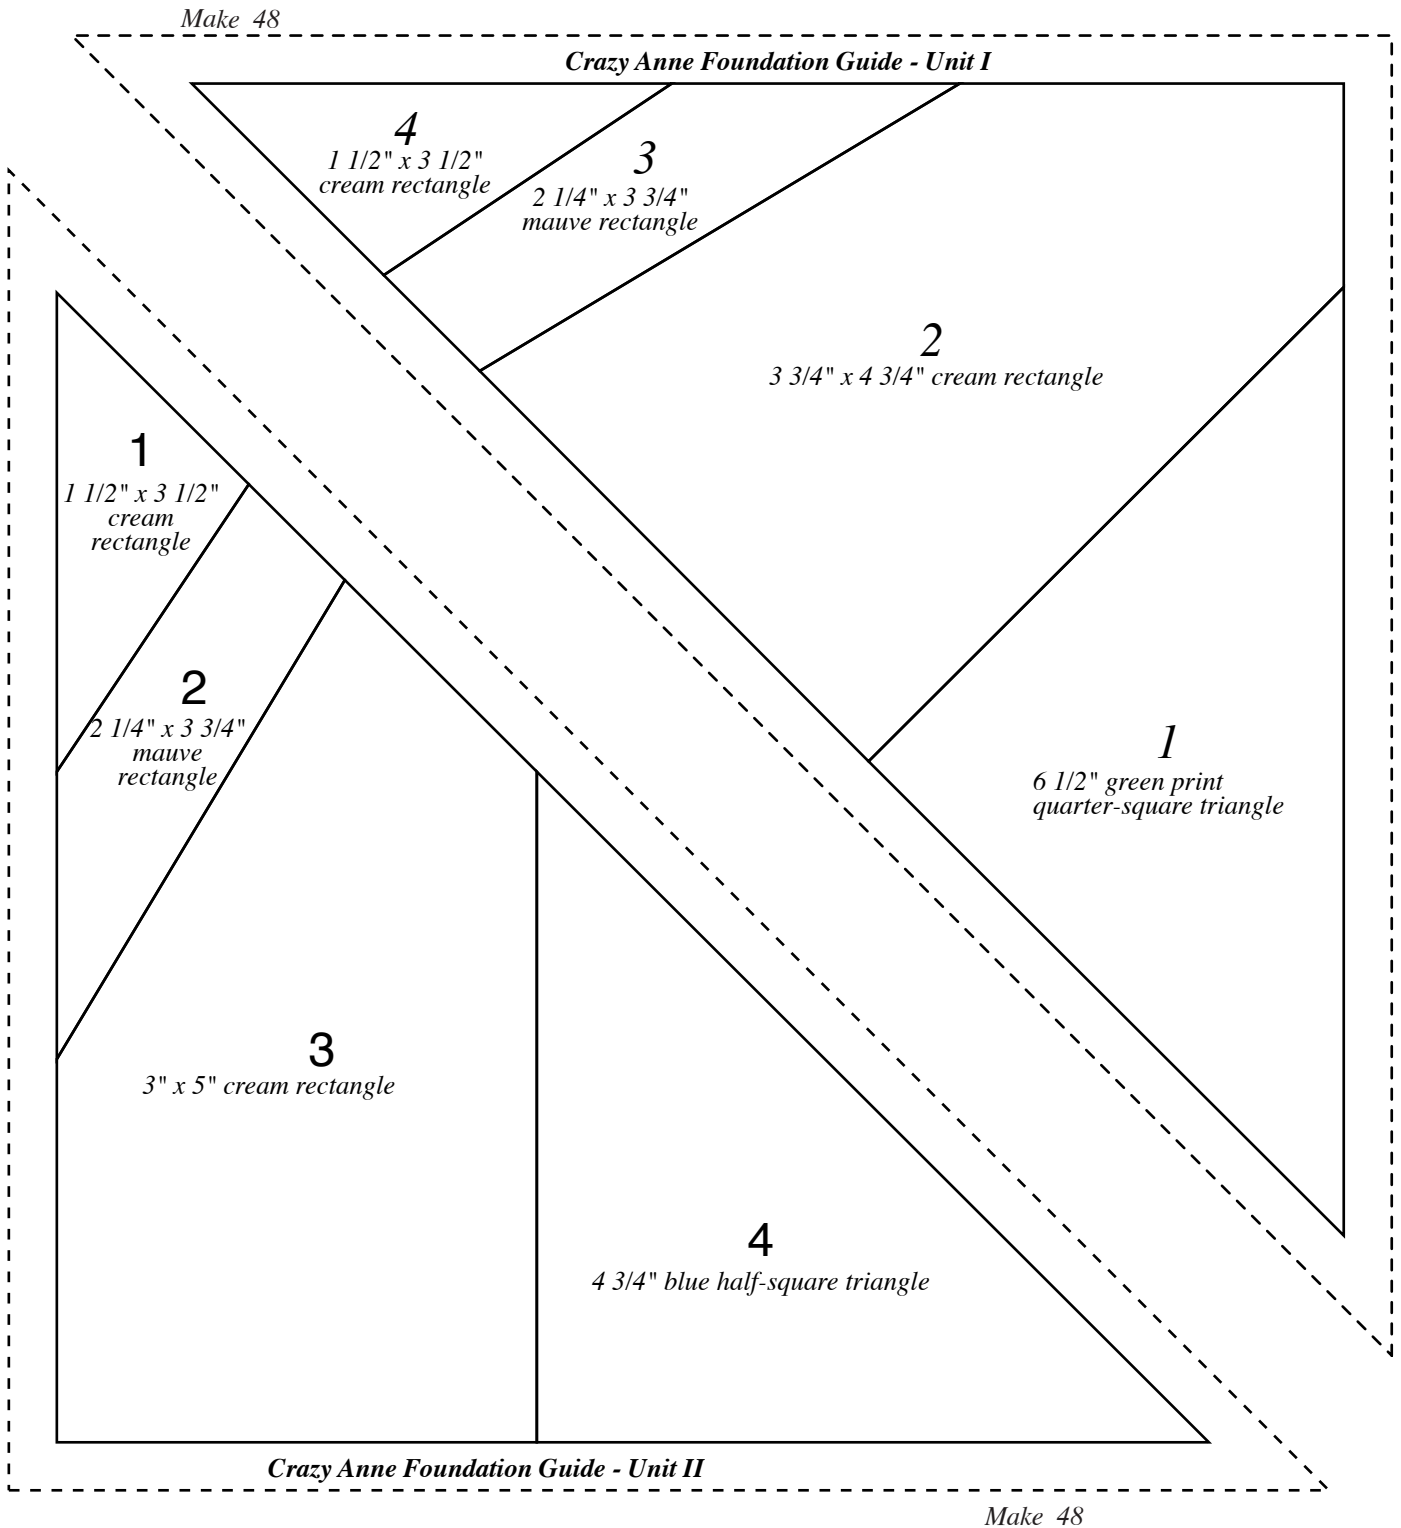 Make 48
Crazy Anne Foundation Guide - Unit I
4
1 1/2" x 3 1/2"
cream rectangle
3
2 1/4" x 3 3/4"
mauve rectangle
2
3 3/4" x 4 3/4" cream rectangle
1
6 1/2" green print
quarter-square triangle
1
1 1/2" x 3 1/2"
cream
rectangle
2
2 1/4" x 3 3/4"
mauve
rectangle
3
3" x 5" cream rectangle
4
4 3/4" blue half-square triangle
Crazy Anne Foundation Guide - Unit II
Make 48